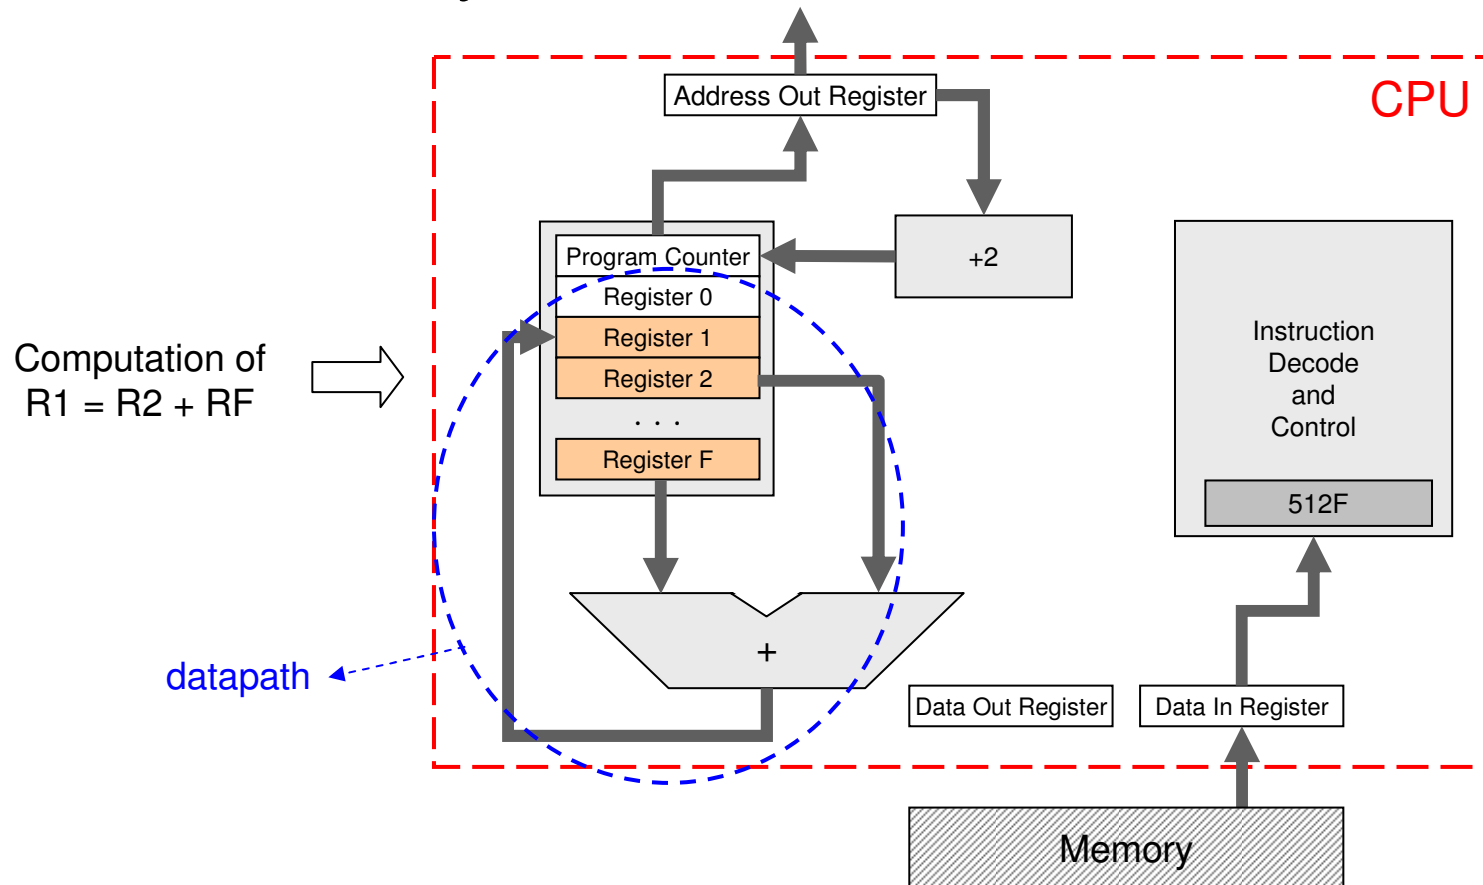 Address Out Register
CPU
Program Counter
+2
Register 0
Register 1
Register 2
. . .
Register F
Computation of
R1 = R2 + RF
Instruction
Decode
and
Control
512F
+
datapath
Data Out Register
Data In Register
Memory